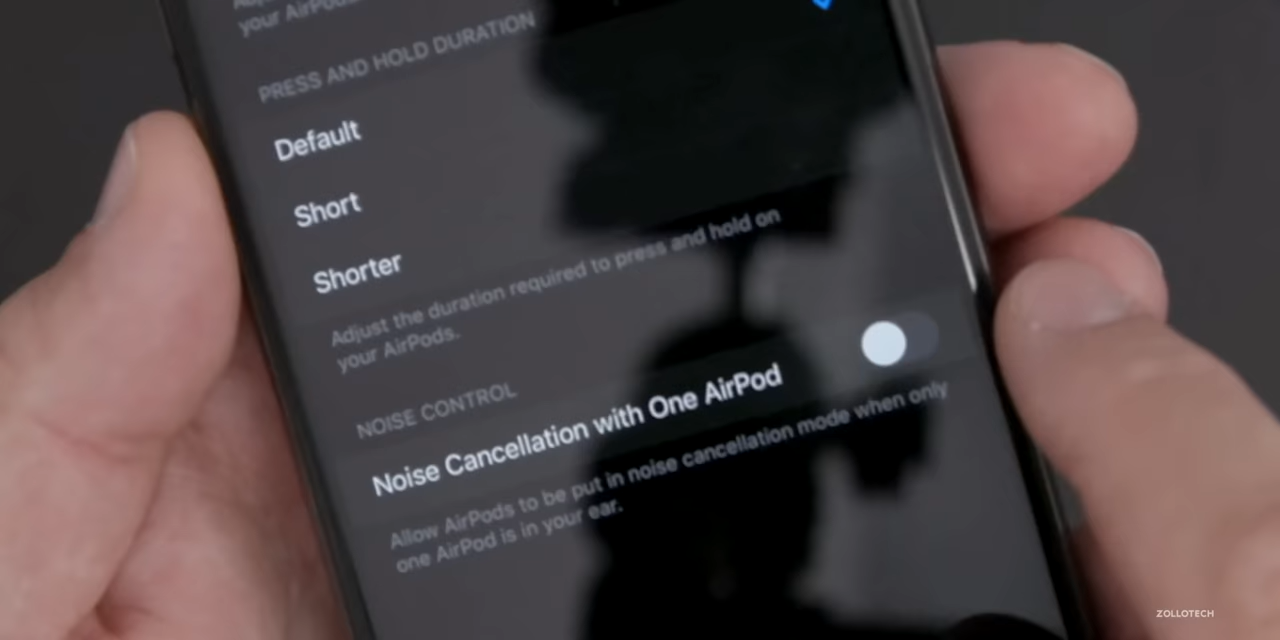 your AirPods.
PRESS AND HOLD DURATION
Default
Short
Shorter
Adjust the duration required to press and hold on
your AirPods.
NOISE CONTROL
Noise Cancellation with One AirPod
Allow AirPods to be put in noise cancellation mode when only
one AirPod is in your ear.
ZOLLOTECH